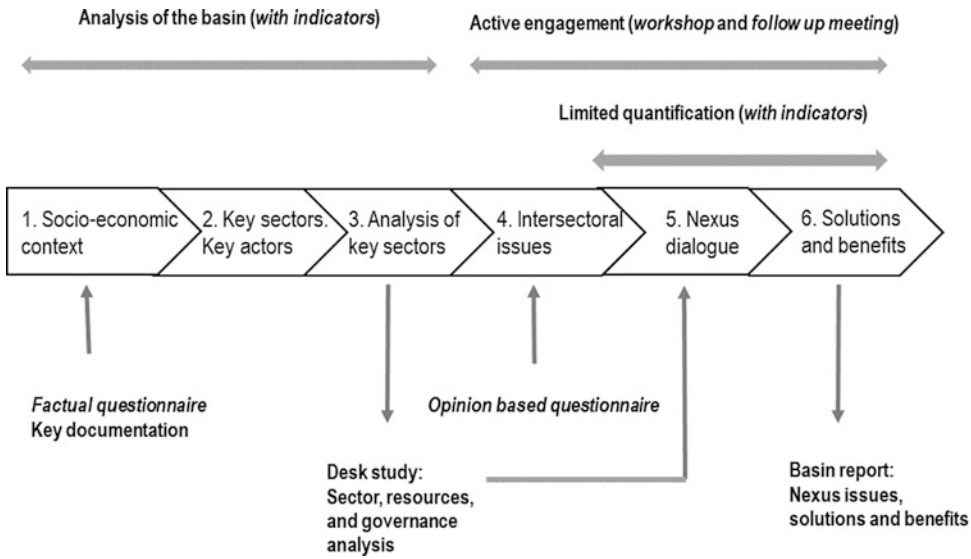 Analysis of the basin (with indicators)
Active engagement (workshop and follow up meeting)
Limited quantification (with indicators)
1. Socio-economic
context
2. Key sectors.
Key actors
3. Analysis of
key sectors
4. Intersectoral
issues
5. Nexus
dialogue
6. Solutions
and benefits
Factual questionnaire
Key documentation
Opinion based questionnaire
Desk study:
Sector, resources,
and governance
analysis
Basin report:
Nexus issues,
solutions and benefits